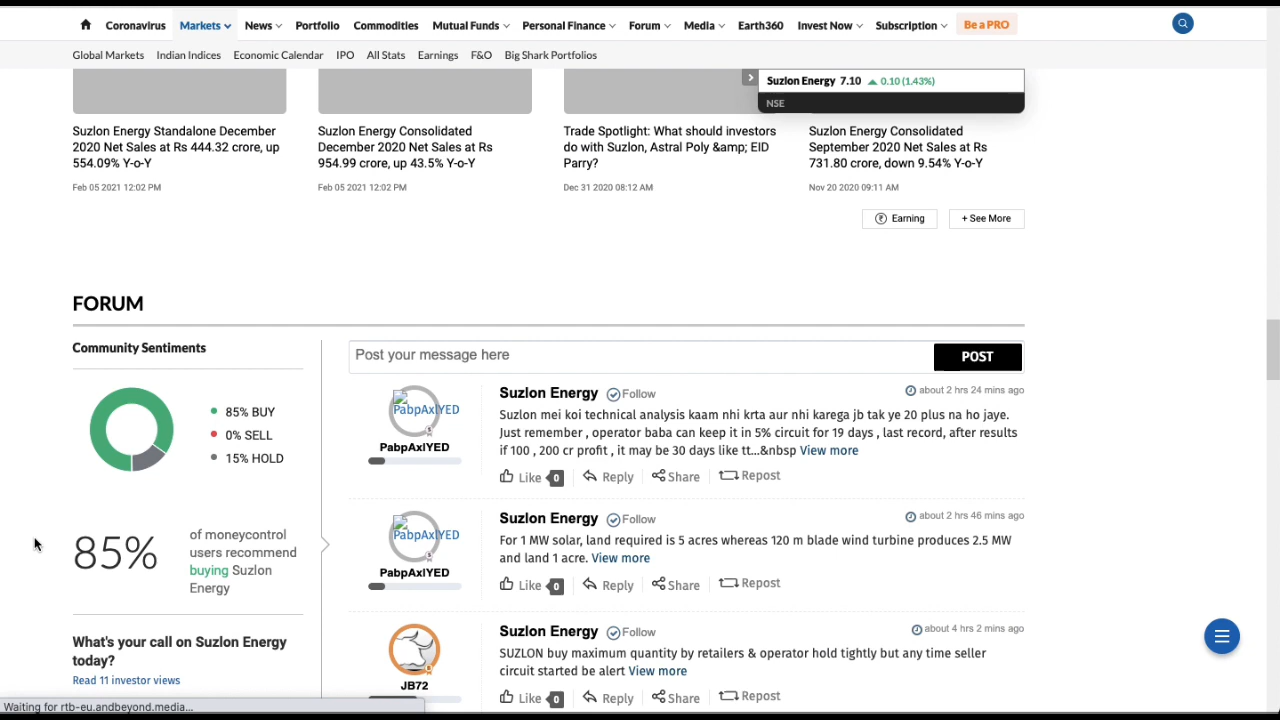 Coronavirus Markets News Portfolio Commodities Mutual Funds Personal Finance Forum Media Earth360 Invest Now Subscription Be a PRO
Global Markets Indian Indices Economic Calendar IPO All Stats Earnings F&O Big Shark Portfolios
Suzlon Energy 7.10 ▲ 0.10 (1.43%)
NSE
Suzlon Energy Standalone December
2020 Net Sales at Rs 444.32 crore, up
554.09% Y-o-Y
Feb 05 2021 12:02 PM
Suzlon Energy Consolidated
December 2020 Net Sales at Rs
954.99 crore, up 43.5% Y-o-Y
Feb 05 2021 12:02 PM
Trade Spotlight: What should investors
do with Suzlon, Astral Poly &amp; EID
Parry?
Dec 31 2020 08:12 AM
Suzlon Energy Consolidated
September 2020 Net Sales at Rs
731.80 crore, down 9.54% Y-o-Y
Nov 20 2020 09:11 AM
Earning + See More
FORUM
Community Sentiments
85% BUY
0% SELL
15% HOLD
85%
of moneycontrol
users recommend
buying Suzlon
Energy
What's your call on Suzlon Energy
today?
Read 11 investor views
Post your message here POST
PabpAxlYED
PabpAxlYED
Suzlon Energy Follow about 2 hrs 24 mins ago
Suzlon mei koi technical analysis kaam nhi krta aur nhi karega jb tak ye 20 plus na ho jaye.
Just remember , operator baba can keep it in 5% circuit for 19 days , last record, after results
if 100 , 200 cr profit , it may be 30 days like tt...&nbsp View more
Like 0 Reply Share Repost
PabpAxlYED
PabpAxlYED
Suzlon Energy Follow about 2 hrs 46 mins ago
For 1 MW solar, land required is 5 acres whereas 120 m blade wind turbine produces 2.5 MW
and land 1 acre. View more
Like 0 Reply Share Repost
JB72
Suzlon Energy Follow about 4 hrs 2 mins ago
SUZLON buy maximum quantity by retailers & operator hold tightly but any time seller
circuit started be alert View more
Like 0 Reply Share Repost
Waiting for rtb-eu.andbeyond.media...